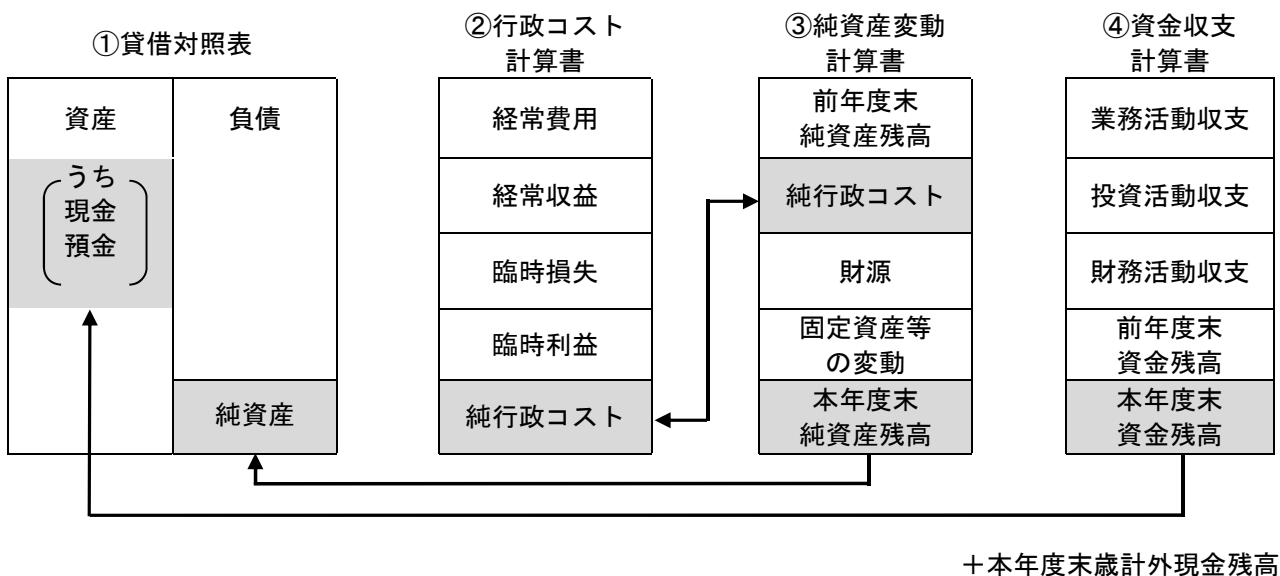 ①貸借対照表
資産
うち
現金
預金
負債
純資産
②行政コスト
計算書
経常費用
経常収益
臨時損失
臨時利益
純行政コスト
③純資産変動
計算書
前年度末
純資産残高
純行政コスト
財源
固定資産等
の変動
本年度末
純資産残高
④資金収支
計算書
業務活動収支
投資活動収支
財務活動収支
前年度末
資金残高
本年度末
資金残高
＋本年度末歳計外現金残高